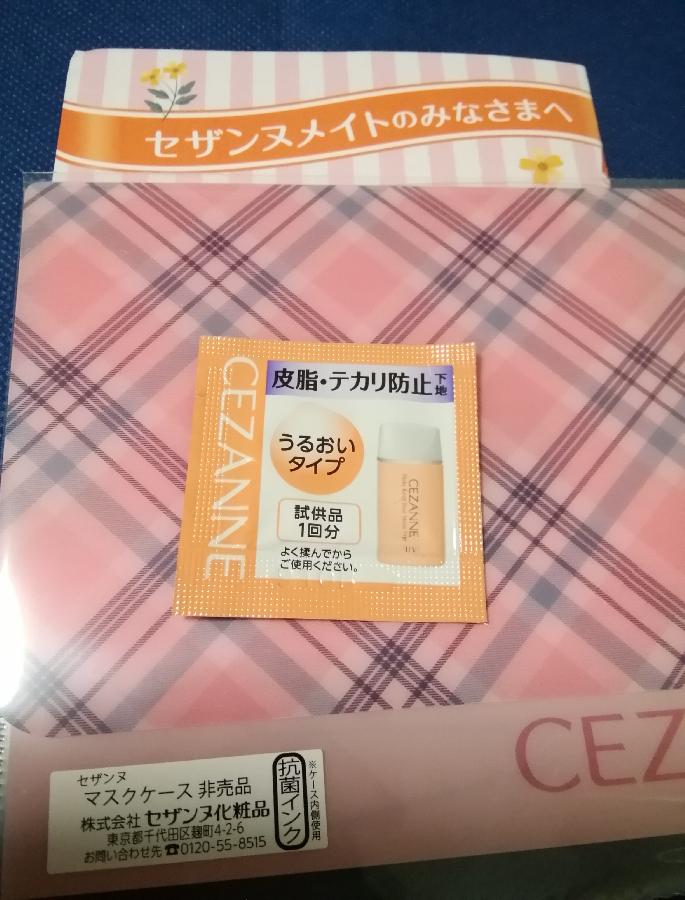 セザンヌメイトのみなさまへ
CEZANNE
皮脂・テカリ防止下地
うるおい
タイプ
試供品
1回分
よく揉んでから
ご使用ください。
CEZANNE
CEZ
セザンヌ
マスクケース 非売品
株式会社 セザンヌ化粧品
東京都千代田区麹町4-2-6
お問い合わせ先 ☎0120-55-8515
抗菌インク
※ケース内側使用